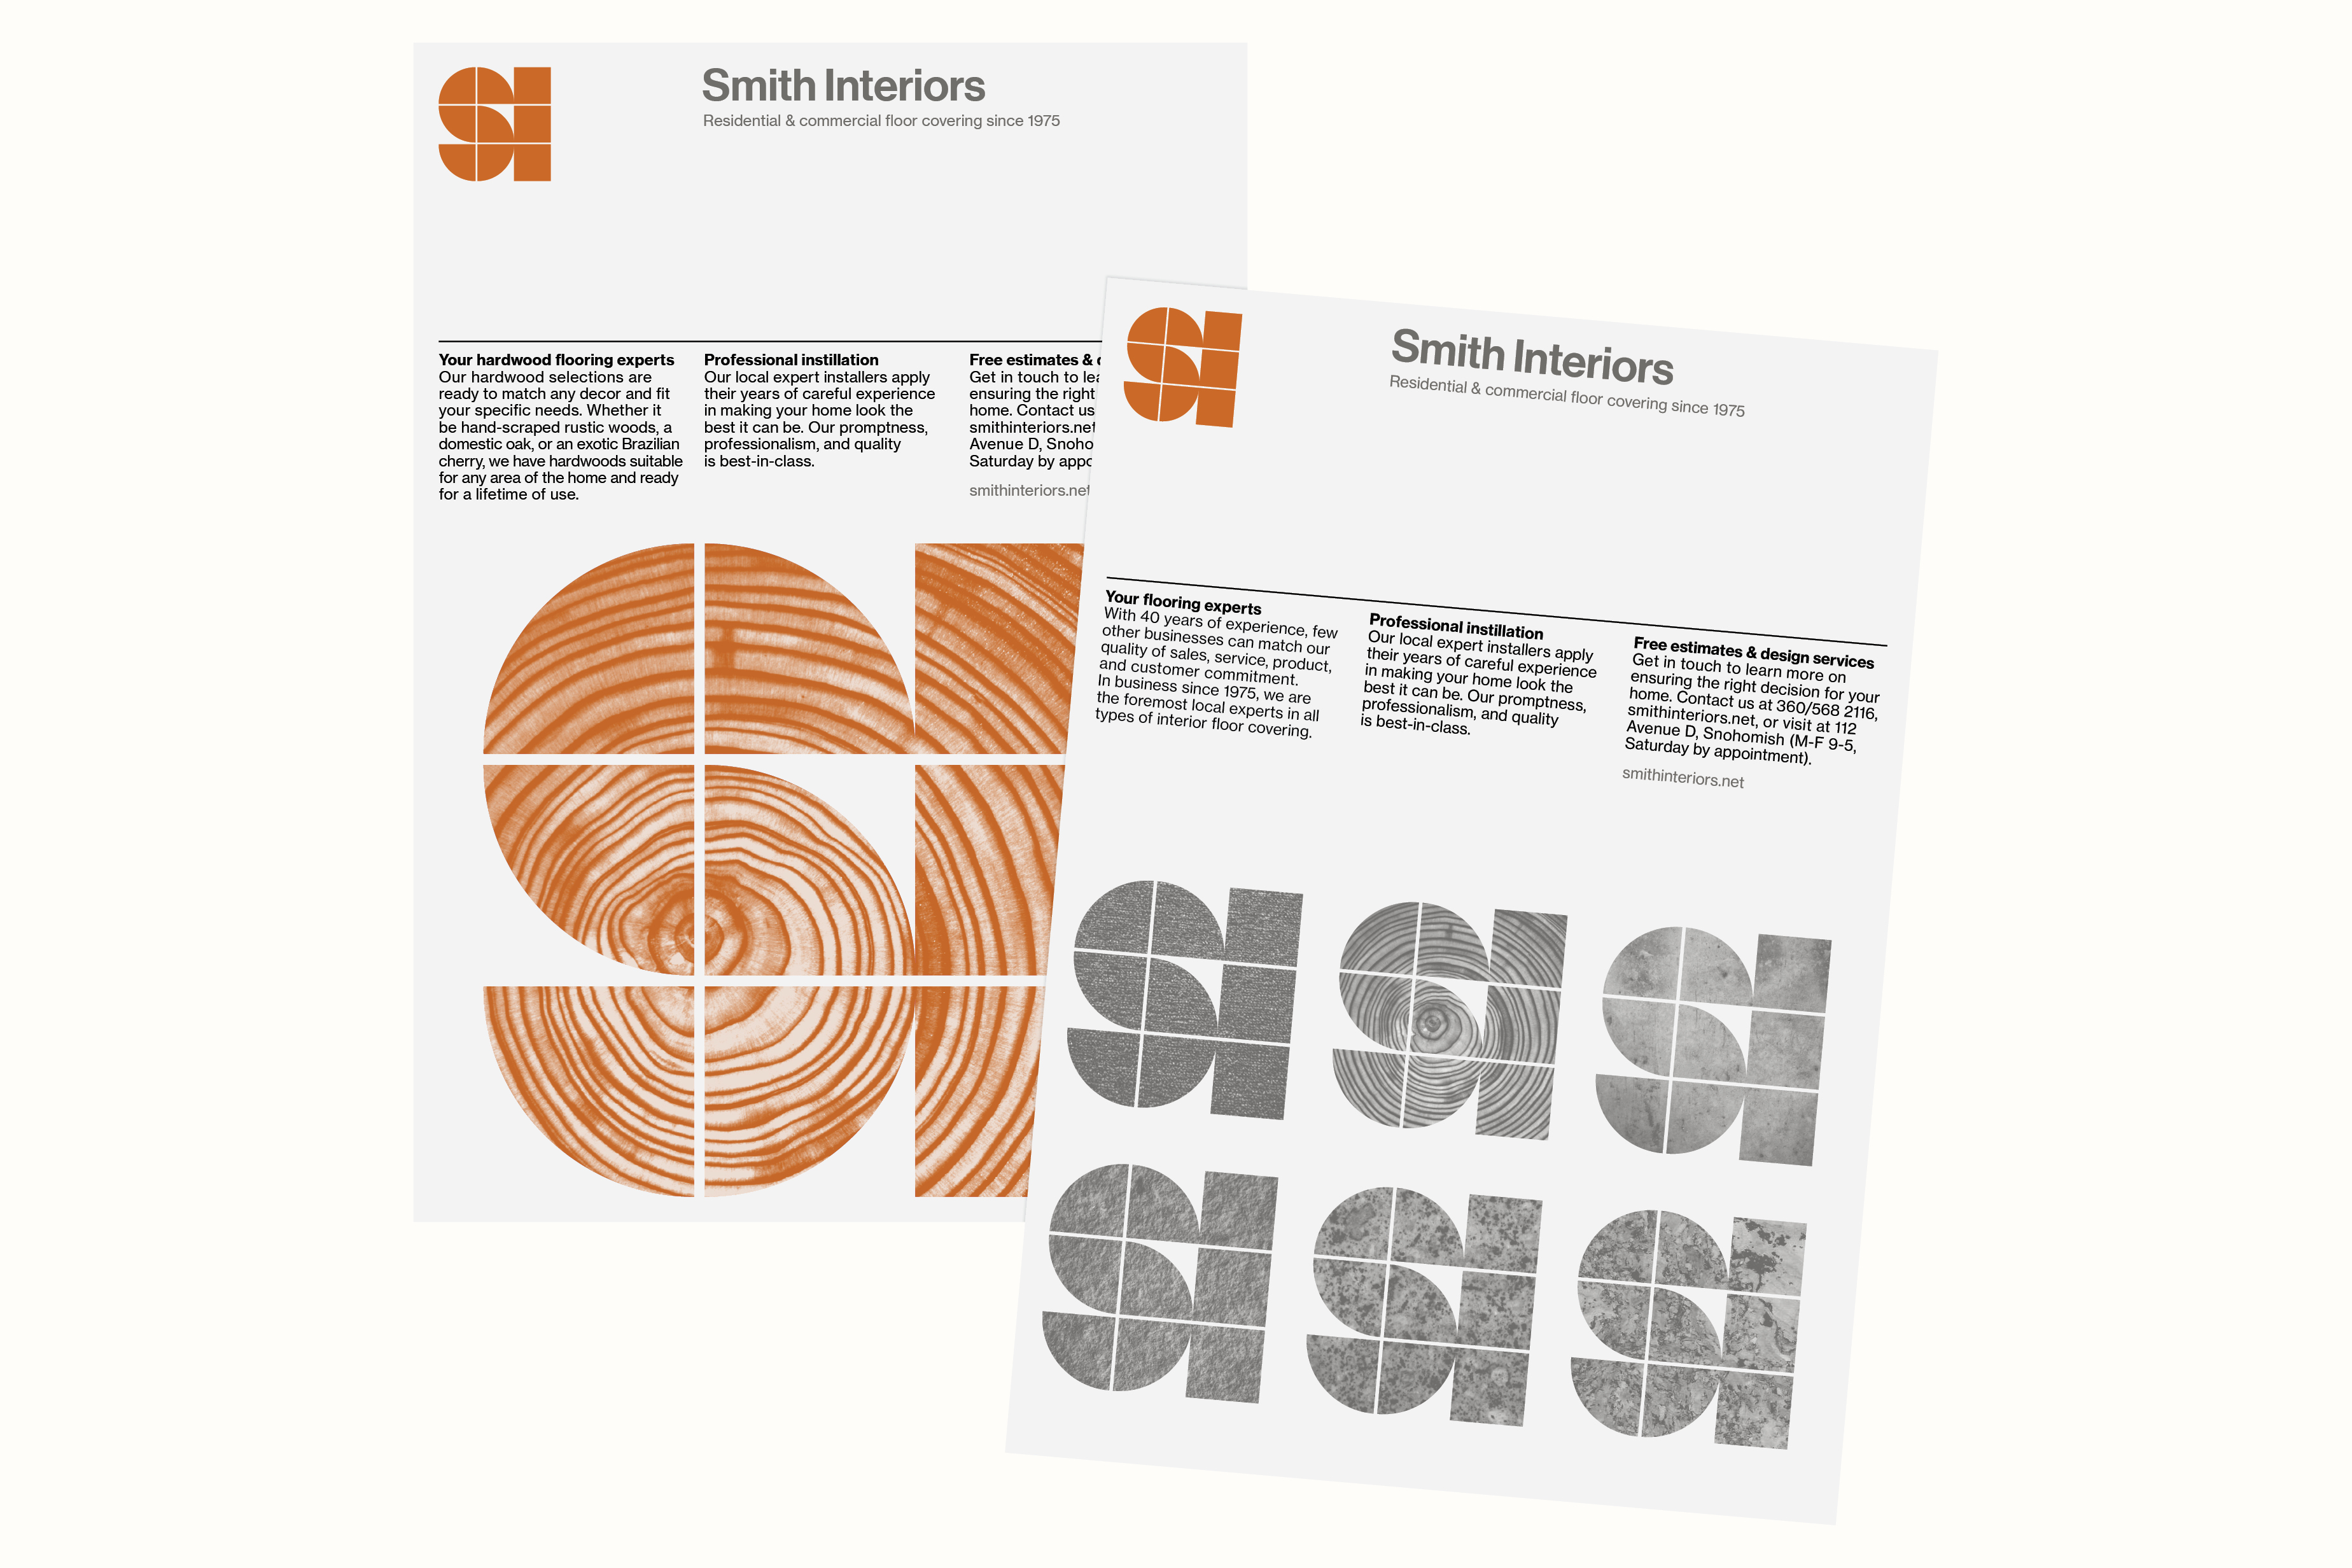 Smith Interiors
Residential & commercial floor covering since 1975
Your hardwood flooring experts
Our hardwood selections are
ready to match any decor and fit
your specific needs. Whether it
be hand-scraped rustic woods, a
domestic oak, or an exotic Brazilian
cherry, we have hardwoods suitable
for any area of the home and ready
for a lifetime of use.
Professional instillation
Our local expert installers apply
their years of careful experience
in making your home look the
best it can be. Our promptness,
professionalism, and quality
is best-in-class.
Free estimates &
Get in touch to
ensuring the right
home. Contact us
smithinteriors.net
Avenue D,
Saturday by
smithinteriors.net
SI
Smith Interiors
Residential & commercial floor covering since 1975
Your flooring experts
With 40 years of experience, few
other businesses can match our
quality of sales, service, product,
and customer commitment.
In business since 1975, we are
the foremost local experts in all
types of interior floor covering.
Professional instillation
Our local expert installers apply
their years of careful experience
in making your home look the
best it can be. Our promptness,
professionalism, and quality
is best-in-class.
Free estimates & design services
Get in touch to learn more on
ensuring the right decision for your
home. Contact us at 360/568 2116,
smithinteriors.net, or visit at 112
Avenue D, Snohomish (M-F 9-5,
Saturday by appointment).
smithinteriors.net
SI SI SI
SI SI SI